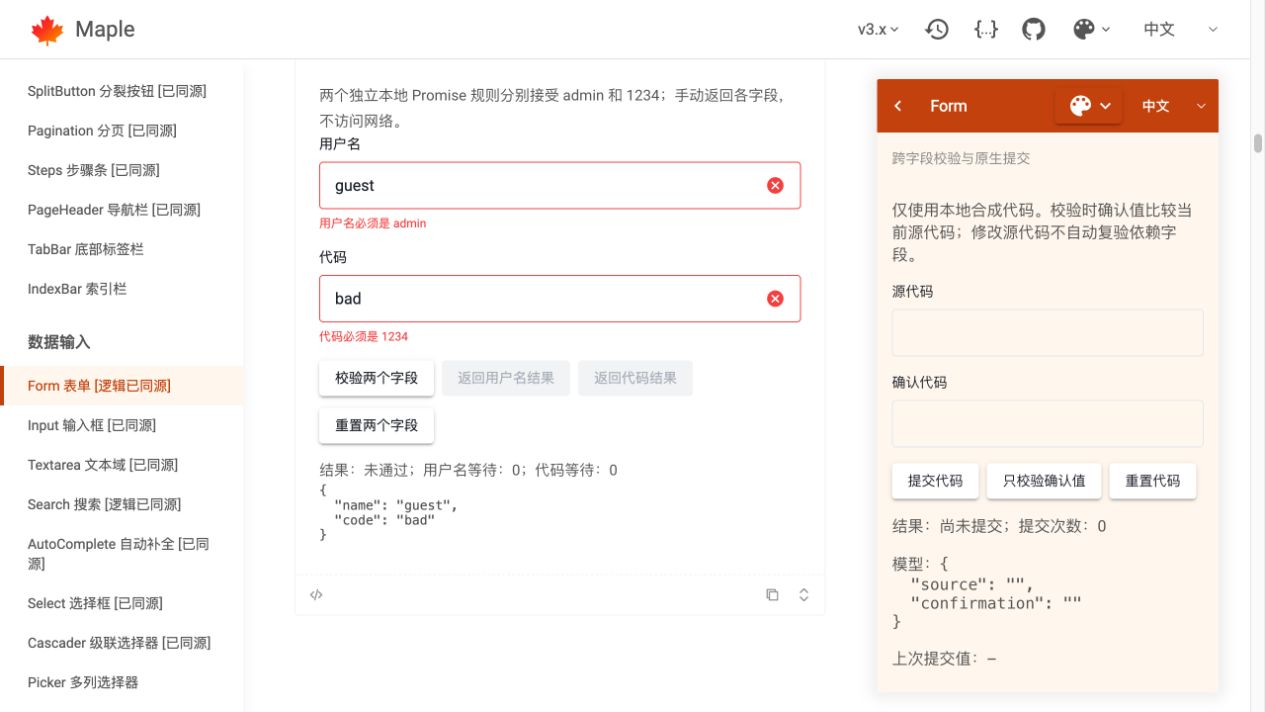 Maple
v3.x
{...}
中文
SplitButton 分裂按钮 [已同源]
Pagination 分页 [已同源]
Steps 步骤条 [已同源]
PageHeader 导航栏 [已同源]
TabBar 底部标签栏
IndexBar 索引栏
数据输入
Form 表单 [逻辑已同源]
Input 输入框 [已同源]
Textarea 文本域 [已同源]
Search 搜索 [逻辑已同源]
AutoComplete 自动补全 [已同
源]
Select 选择框 [已同源]
Cascader 级联选择器 [已同源]
Picker 多列选择器
两个独立本地 Promise 规则分别接受 admin 和 1234；手动返回各字段，
不访问网络。
用户名
guest
用户名必须是 admin
代码
bad
代码必须是 1234
校验两个字段
返回用户名结果
返回代码结果
重置两个字段
结果：未通过；用户名等待：0；代码等待：0
{
"name": "guest",
"code": "bad"
}
</>
Form
中文
跨字段校验与原生提交
仅使用本地合成代码。校验时确认值比较当
前源代码；修改源代码不自动复验依赖字
段。
源代码
确认代码
提交代码
只校验确认值
重置代码
结果：尚未提交；提交次数：0
模型：{
"source": "",
"confirmation": ""
}
上次提交值：–